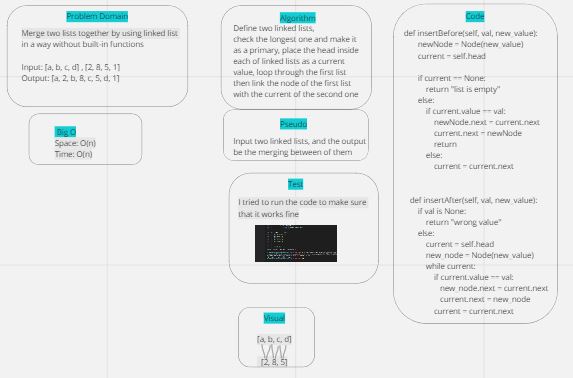 Problem Domain
Merge two lists together by using linked list
in a way without built-in functions
Input: [a, b, c, d] , [2, 8, 5, 1]
Output: [a, 2, b, 8, c, 5, d, 1]
Big O
Space: O(n)
Time: O(n)
Algorithm
Define two linked lists,
check the longest one and make it
as a primary, place the head inside
each of linked lists as a current
value, loop through the first list
then link the node of the first list
with the current of the second one
Pseudo
Input two linked lists, and the output
be the merging between of them
Test
I tried to run the code to make sure
that it works fine
Visual
[a, b, c, d]
[2, 8, 5]
Code
def insertBefore(self, val, new_value):
newNode = Node(new_value)
current = self.head
if current == None:
return "list is empty"
else:
if current.value == val:
newNode.next = current.next
current.next = newNode
return
else:
current = current.next
def insertAfter(self, val, new_value):
if val is None:
return "wrong value"
else:
current = self.head
new_node = Node(new_value)
while current:
if current.value == val:
new_node.next = current.next
current.next = new_node
current = current.next